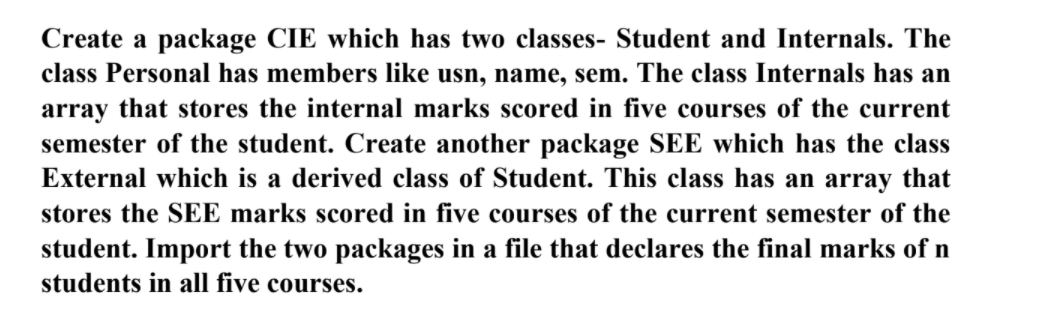 Create a package CIE which has two classes- Student and Internals. The
class Personal has members like usn, name, sem. The class Internals has an
array that stores the internal marks scored in five courses of the current
semester of the student. Create another package SEE which has the class
External which is a derived class of Student. This class has an array that
stores the SEE marks scored in five courses of the current semester of the
student. Import the two packages in a file that declares the final marks of n
students in all five courses.